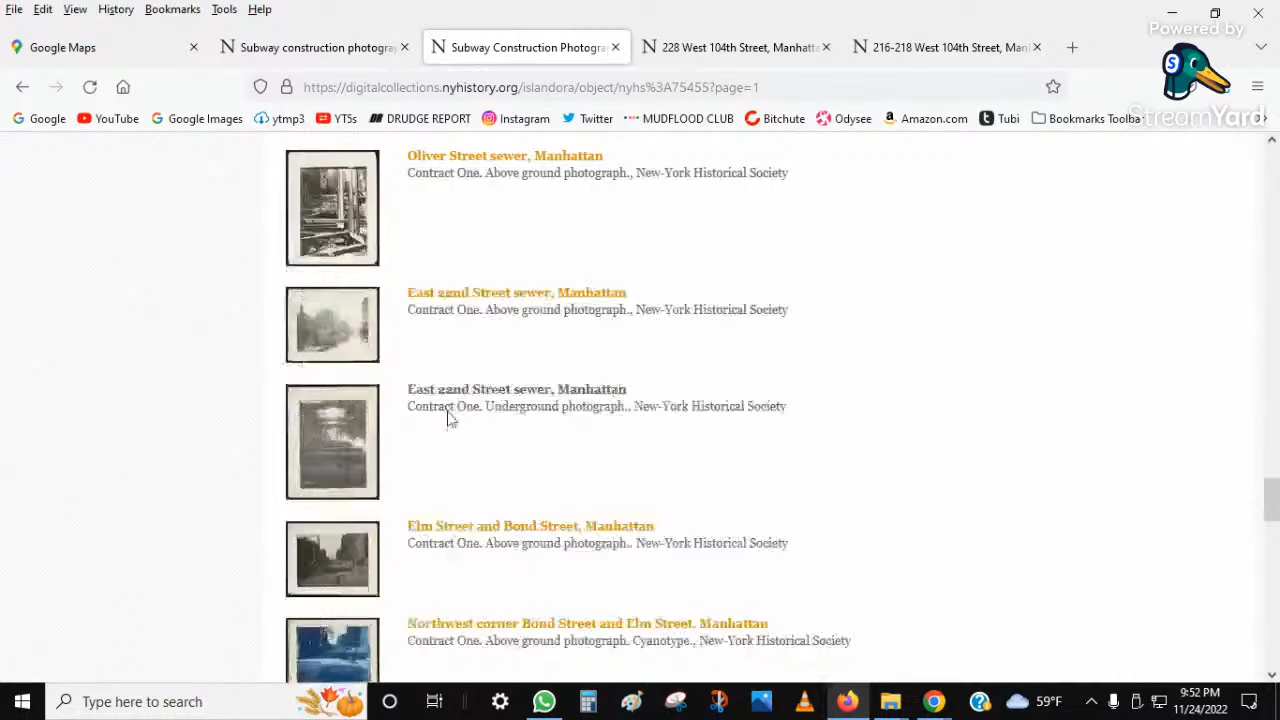 File Edit View History Bookmarks Tools Help
Powered by
Google Maps
Subway construction photogra
Subway Construction Photogra
228 West 104th Street, Manhatta
216-218 West 104th Street, Man
https://digitalcollections.nyhistory.org/islandora/object/nyhs%3A75455?page=1
Google YouTube Google Images ytmp3 YT5s DRUDGE REPORT Instagram Twitter MUDFLOOD CLUB Bitchute Odysee Amazon.com Tubi Bookmarks Toolba
StreamYard
Oliver Street sewer, Manhattan
Contract One. Above ground photograph., New-York Historical Society
East 22nd Street sewer, Manhattan
Contract One. Above ground photograph., New-York Historical Society
East 22nd Street sewer, Manhattan
Contract One. Underground photograph., New-York Historical Society
Elm Street and Bond Street, Manhattan
Contract One. Above ground photograph., New-York Historical Society
Northwest corner Bond Street and Elm Street, Manhattan
Contract One. Above ground photograph. Cyanotype., New-York Historical Society
Type here to search
59°F
9:52 PM
11/24/2022